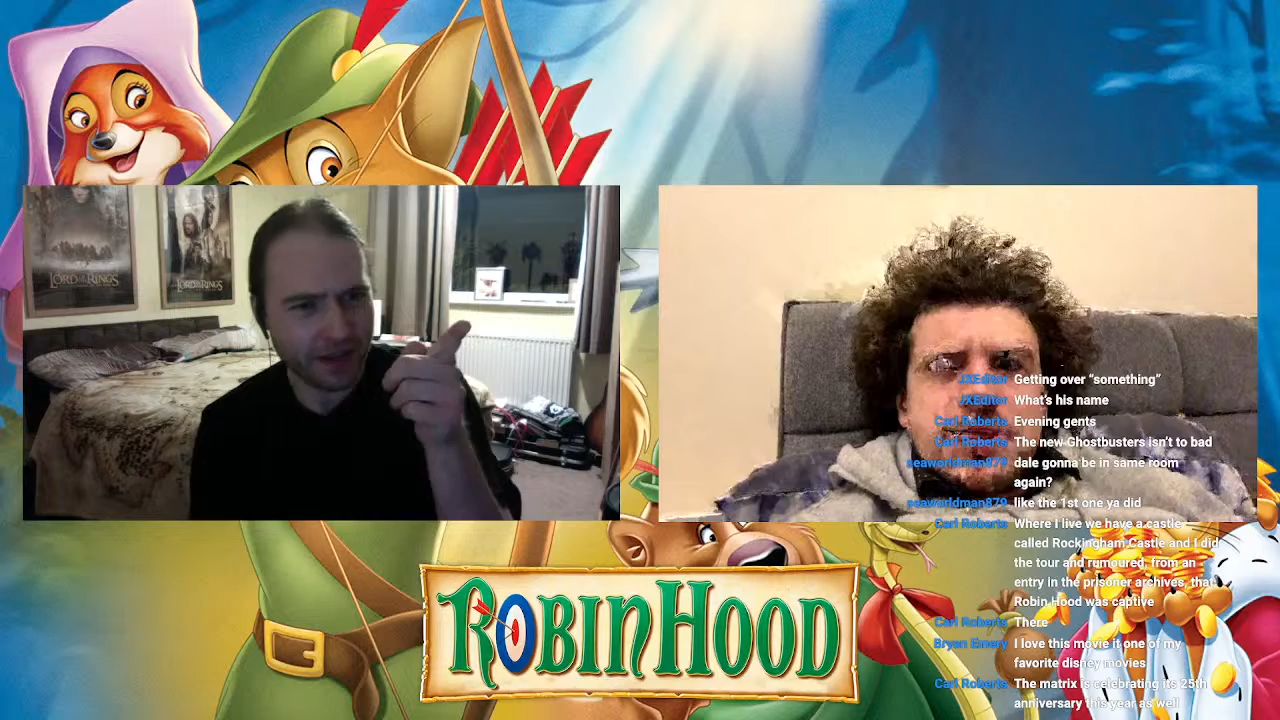 LORD OF THE RINGS
LORD OF THE RINGS
JXEditor Getting over “something”
JXEditor What's his name
Carl Roberts Evening gents
Carl Roberts The new Ghostbusters isn't to bad
seaworldman879 dale gonna be in same room
again?
seaworldman879 like the 1st one ya did
Carl Roberts Where I live we have a castle
called Rockingham Castle and I did
the tour and rumoured, from an
entry in the prisoner archives, that
Robin Hood was captive
Carl Roberts There
Bryan Emery I love this movie it one of my
favorite disney movies
Carl Roberts The matrix is celebrating its 25th
anniversary this year as well
ROBIN HOOD